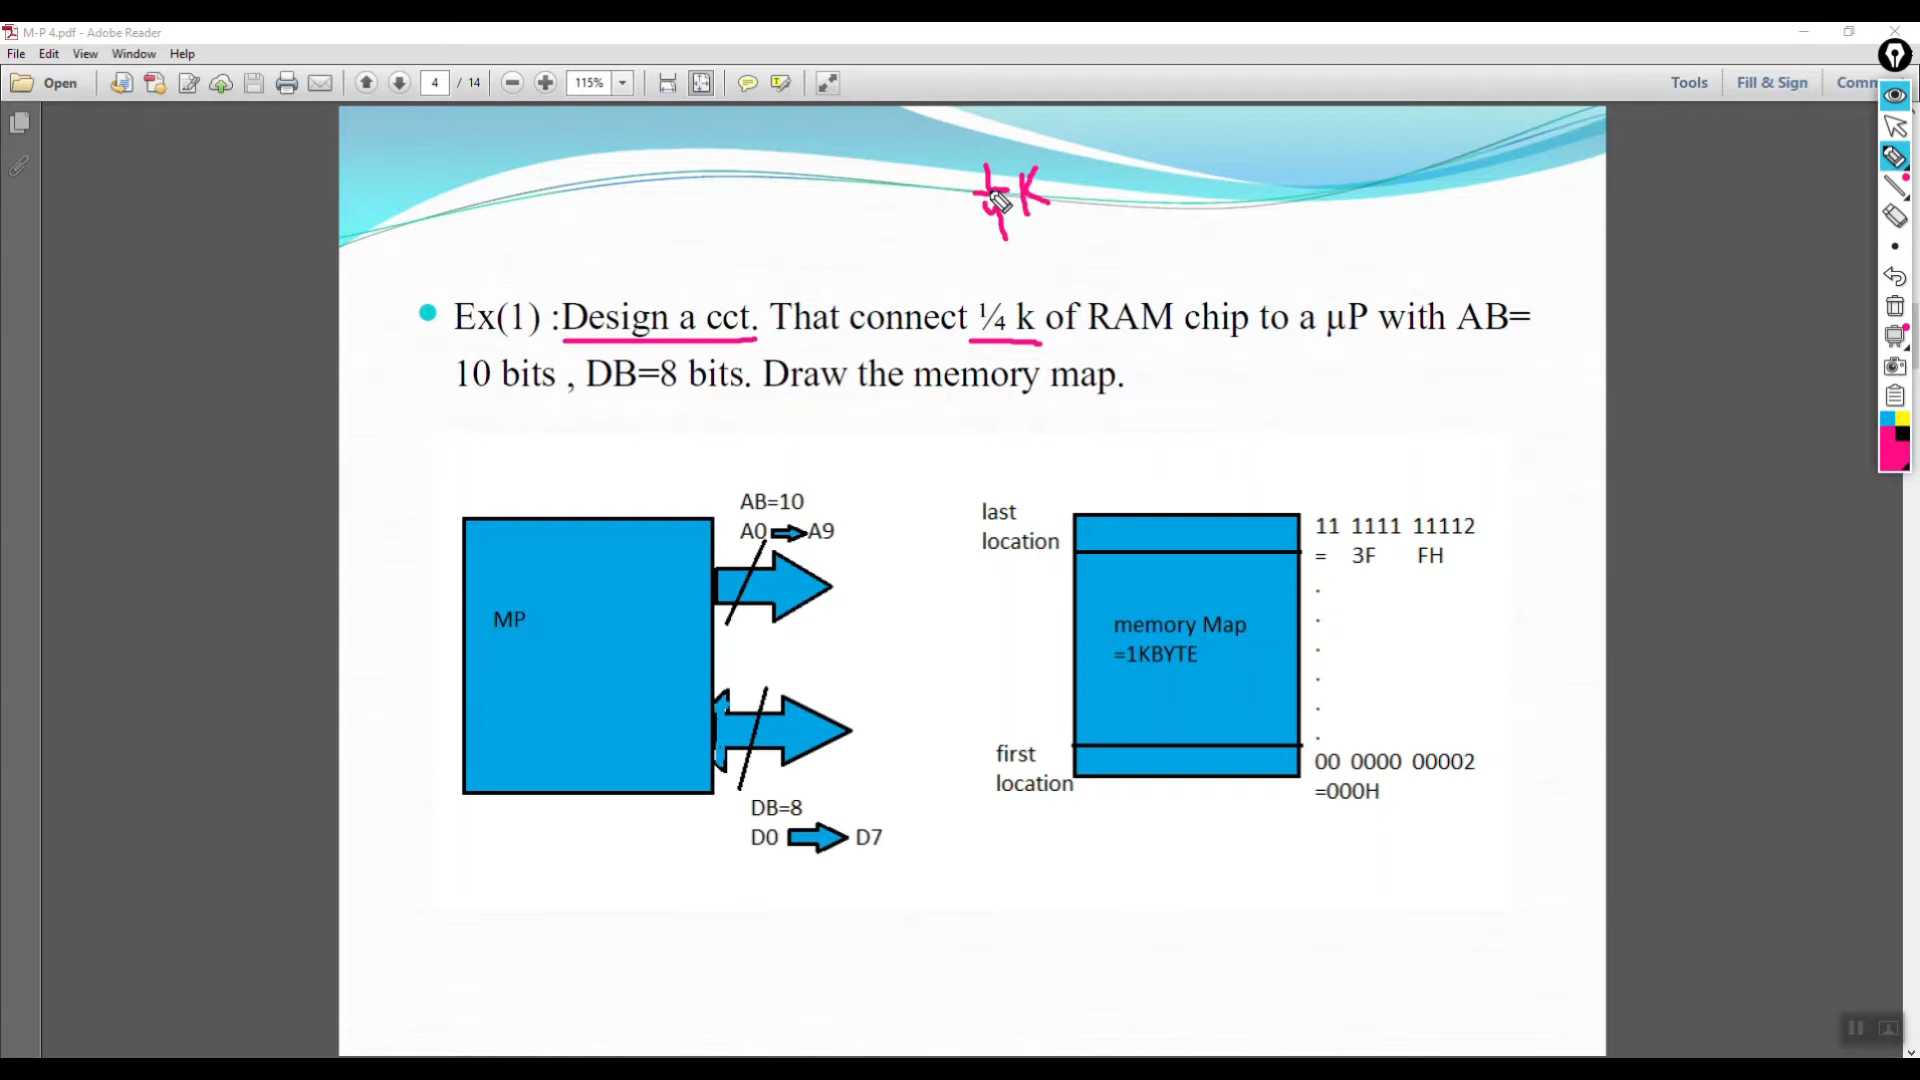 M-P 4.pdf - Adobe Reader
File Edit View Window Help
Open 4 / 14 115% Tools Fill & Sign Comm
¼ K
Ex(1) :Design a cct. That connect ¼ k of RAM chip to a µP with AB=
10 bits , DB=8 bits. Draw the memory map.
AB=10
A0 A9
MP
DB=8
D0 D7
last
location
11 1111 11112
= 3F FH
memory Map
=1KBYTE
first
location
00 0000 00002
=000H